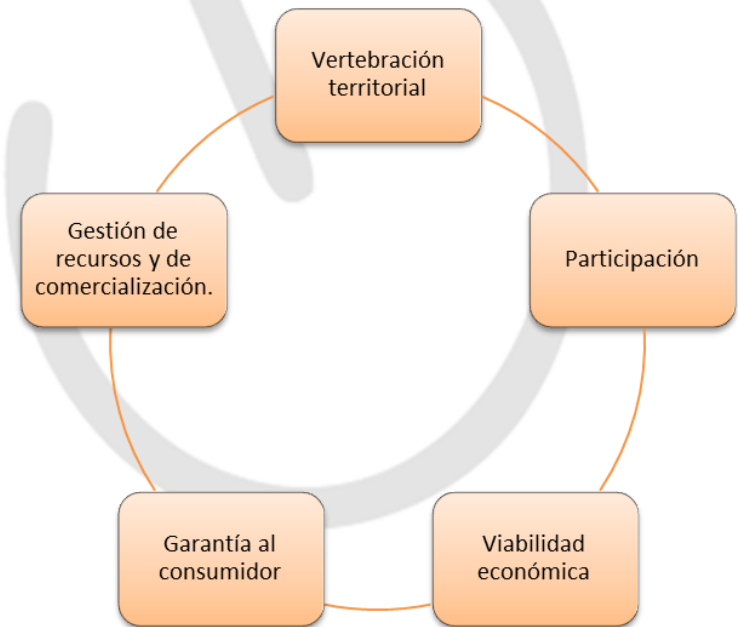 Vertebración
territorial
Participación
Viabilidad
económica
Garantía al
consumidor
Gestión de
recursos y de
comercialización.